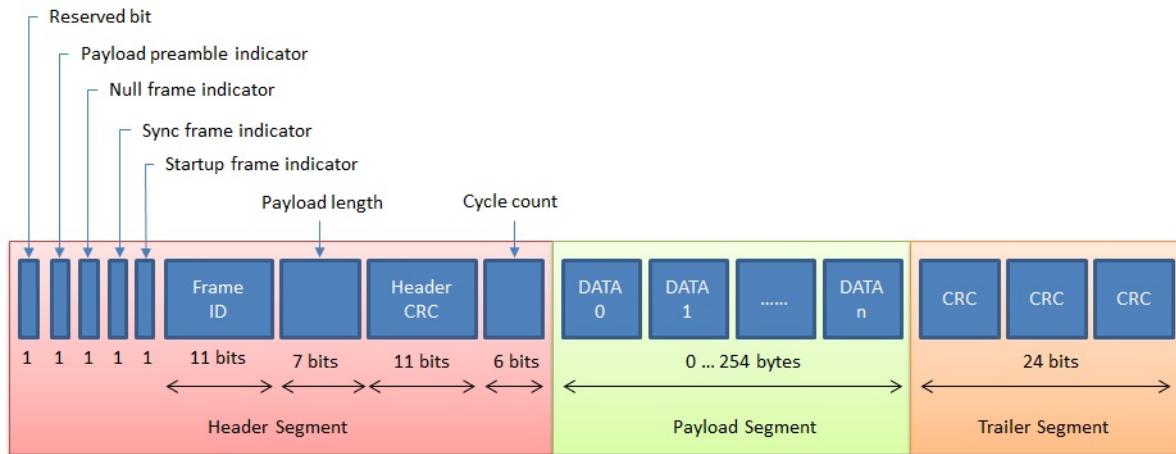 Reserved bit
Payload preamble indicator
Null frame indicator
Sync frame indicator
Startup frame indicator
Payload length
Cycle count
Frame
ID
Header
CRC
DATA
0
DATA
1
......
DATA
n
CRC
CRC
CRC
1
1
1
1
1
11 bits
7 bits
11 bits
6 bits
0 ... 254 bytes
24 bits
Header Segment
Payload Segment
Trailer Segment